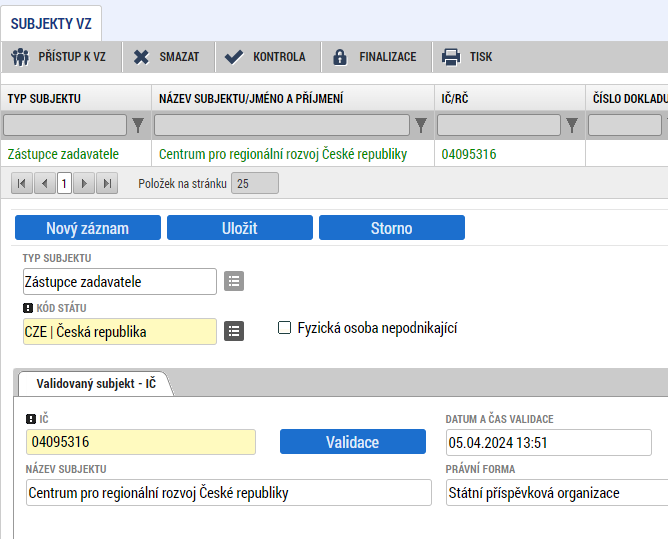 SUBJEKTY VZ
PŘÍSTUP K VZ SMAZAT KONTROLA FINALIZACE TISK
TYP SUBJEKTU NÁZEV SUBJEKTU/JMÉNO A PŘÍJMENÍ IČ/RČ ČÍSLO DOKLADU
Zástupce zadavatele Centrum pro regionální rozvoj České republiky 04095316
1 Položek na stránku 25
Nový záznam Uložit Storno
TYP SUBJEKTU
Zástupce zadavatele
KÓD STÁTU
CZE | Česká republika Fyzická osoba nepodnikající
Validovaný subjekt - IČ
IČ DATUM A ČAS VALIDACE
04095316 Validace 05.04.2024 13:51
NÁZEV SUBJEKTU PRÁVNÍ FORMA
Centrum pro regionální rozvoj České republiky Státní příspěvková organizace